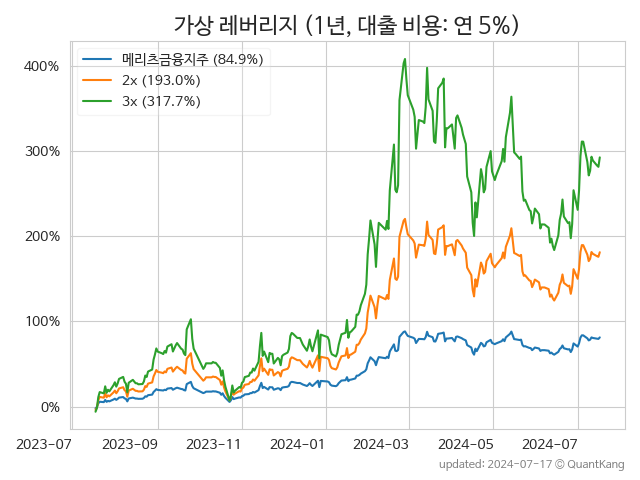 가상 레버리지 (1년, 대출 비용: 연 5%)
메리츠금융지주 (84.9%)
2x (193.0%)
3x (317.7%)
400%
300%
200%
100%
0%
2023-07 2023-09 2023-11 2024-01 2024-03 2024-05 2024-07
updated: 2024-07-17 © QuantKang